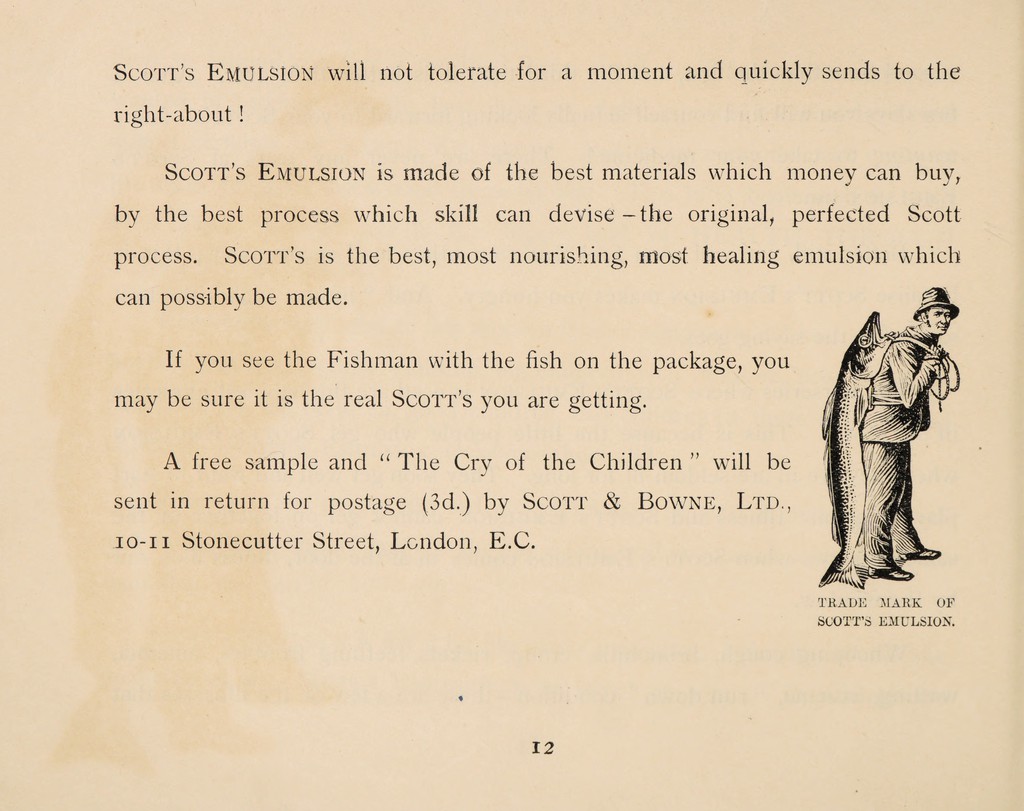 SCOTT'S EMULSION will not tolerate for a moment and quickly sends to the
right-about !
SCOTT'S EMULSION is made of the best materials which money can buy,
by the best process which skill can devise – the original, perfected Scott
process. SCOTT'S is the best, most nourishing, most healing emulsion which
can possibly be made.
If you see the Fishman with the fish on the package, you
may be sure it is the real SCOTT'S you are getting.
A free sample and “ The Cry of the Children ” will be
sent in return for postage (3d.) by SCOTT & BOWNE, LTD.,
10-11 Stonecutter Street, London, E.C.
TRADE MARK OF
SCOTT'S EMULSION.
12